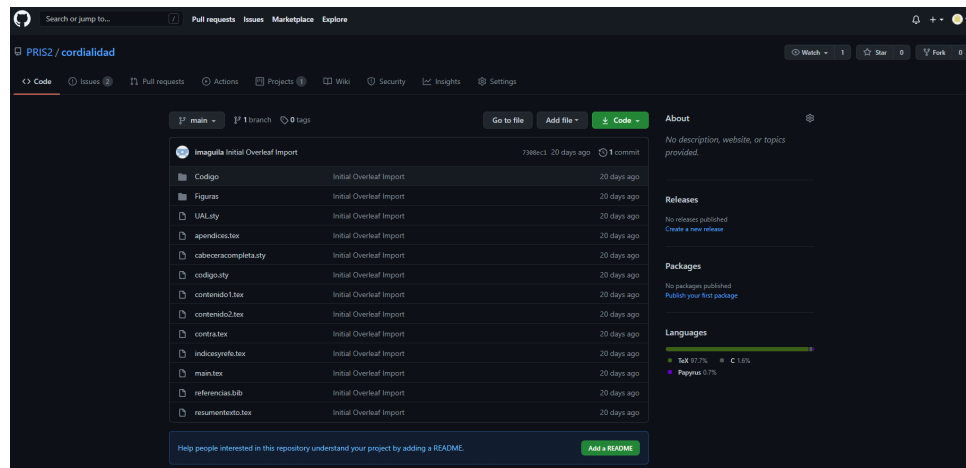 Search or jump to... / Pull requests Issues Marketplace Explore
PRIS2 / cordialidad Watch 1 Star 0 Fork 0
Code Issues 2 Pull requests Actions Projects 1 Wiki Security Insights Settings
main 1 branch 0 tags Go to file Add file Code
imaguila Initial Overleaf Import 7308ec1 20 days ago 1 commit
Codigo Initial Overleaf Import 20 days ago
Figuras Initial Overleaf Import 20 days ago
UAL.sty Initial Overleaf Import 20 days ago
apendices.tex Initial Overleaf Import 20 days ago
cabeceracompleta.sty Initial Overleaf Import 20 days ago
codigo.sty Initial Overleaf Import 20 days ago
contenido1.tex Initial Overleaf Import 20 days ago
contenido2.tex Initial Overleaf Import 20 days ago
contra.tex Initial Overleaf Import 20 days ago
indicesyrefe.tex Initial Overleaf Import 20 days ago
main.tex Initial Overleaf Import 20 days ago
referencias.bib Initial Overleaf Import 20 days ago
resumentexto.tex Initial Overleaf Import 20 days ago
Help people interested in this repository understand your project by adding a README. Add a README
About
No description, website, or topics
provided.
Releases
No releases published
Create a new release
Packages
No packages published
Publish your first package
Languages
TeX 97.7% C 1.6%
Papyrus 0.7%